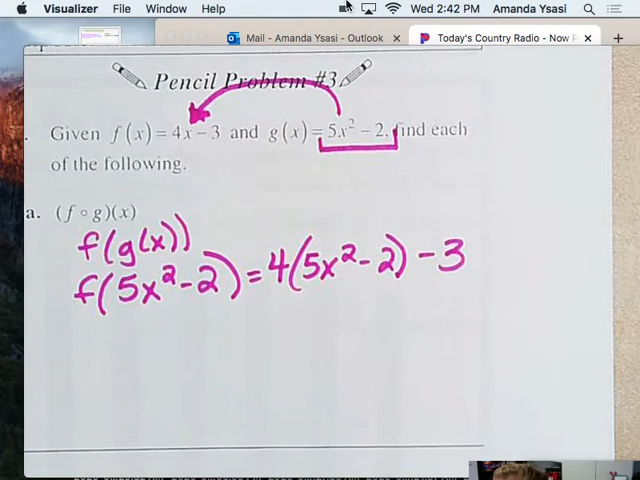 Visualizer File Window Help Wed 2:42 PM Amanda Ysasi
Mail - Amanda Ysasi - Outlook × Today's Country Radio - Now P
Pencil Problem #3
. Given f(x) = 4x − 3 and g(x) = 5x² − 2, find each
of the following.
a. (f ∘ g)(x)
f(g(x))
f(5x²-2) = 4(5x²-2) - 3